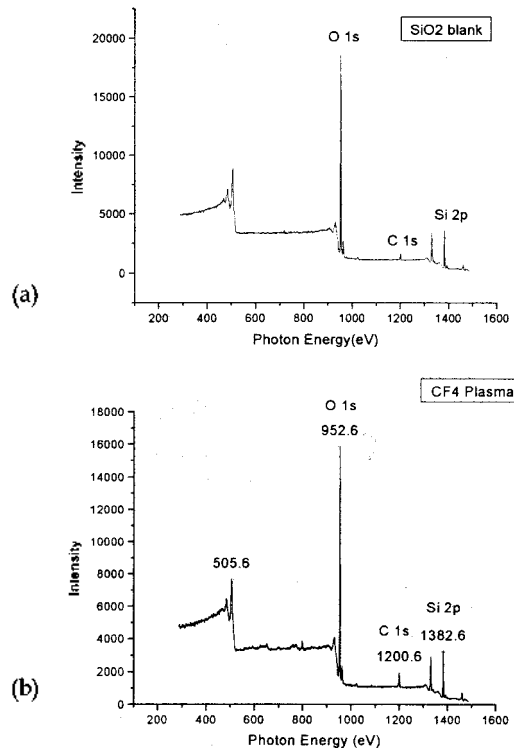 SiO2 blank
O 1s
20000
15000
10000
5000
0
Intensity
C 1s
Si 2p
200 400 600 800 1000 1200 1400 1600
Photon Energy(eV)
(a)
CF4 Plasma
O 1s
952.6
18000
16000
14000
12000
10000
8000
6000
4000
2000
0
Intensity
505.6
C 1s
1200.6
Si 2p
1382.6
200 400 600 800 1000 1200 1400 1600
Photon Energy (eV)
(b)